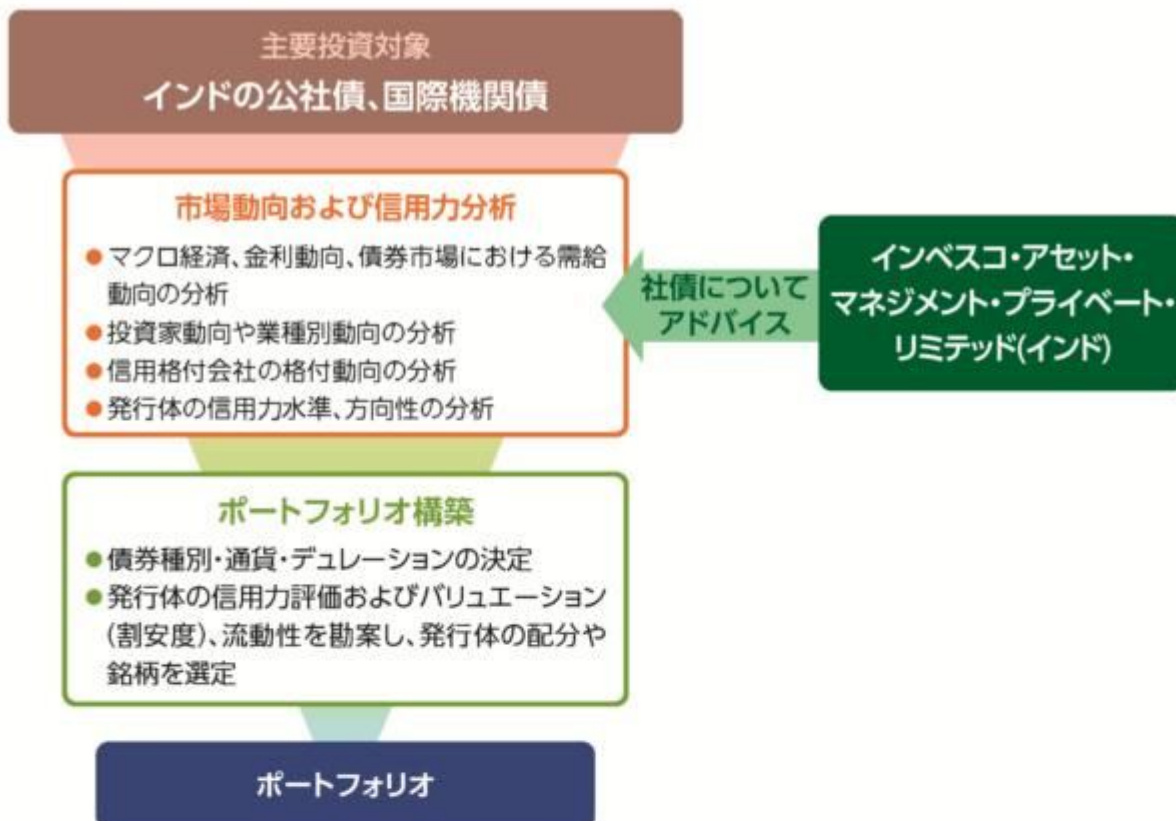 主要投資対象
インドの公社債、国際機関債
市場動向および信用力分析
●マクロ経済、金利動向、債券市場における需給
動向の分析
●投資家動向や業種別動向の分析
●信用格付会社の格付動向の分析
●発行体の信用力水準、方向性の分析
社債について
アドバイス
インベスコ・アセット・
マネジメント・プライベート・
リミテッド(インド)
ポートフォリオ構築
●債券種別・通貨・デュレーションの決定
●発行体の信用力評価およびバリュエーション
(割安度)、流動性を勘案し、発行体の配分や
銘柄を選定
ポートフォリオ